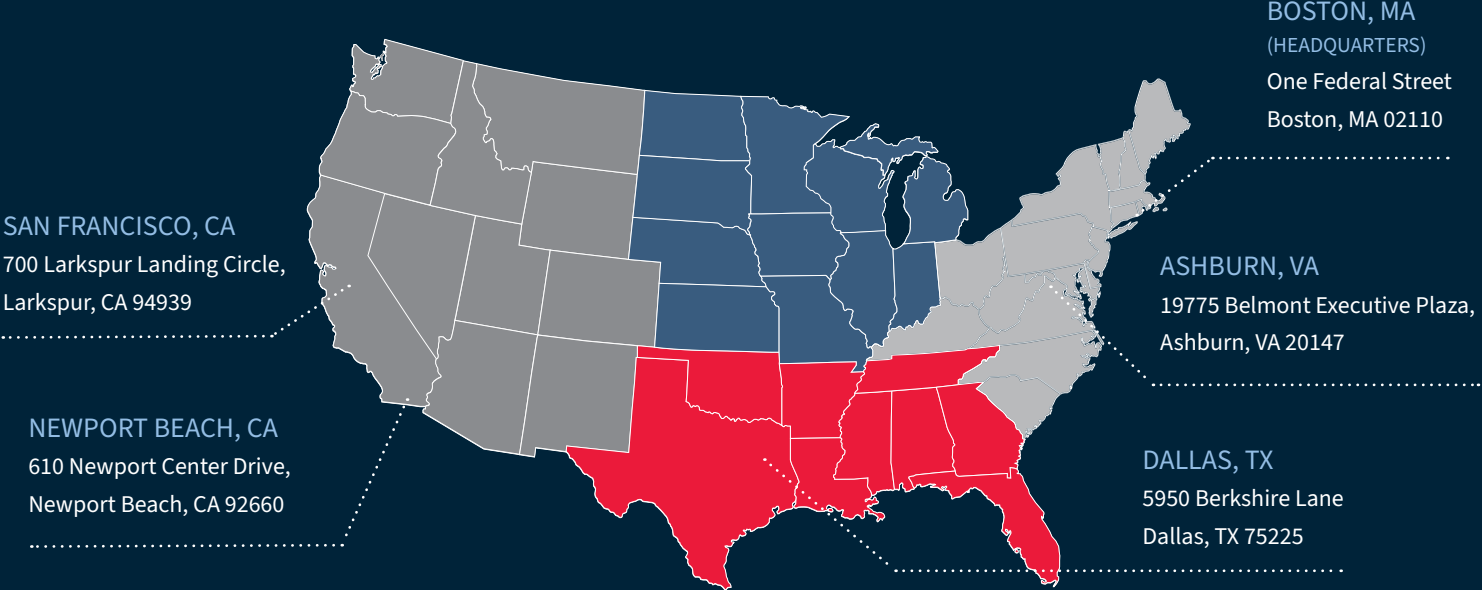 BOSTON, MA
(HEADQUARTERS)
One Federal Street
Boston, MA 02110
SAN FRANCISCO, CA
700 Larkspur Landing Circle,
Larkspur, CA 94939
ASHBURN, VA
19775 Belmont Executive Plaza,
Ashburn, VA 20147
NEWPORT BEACH, CA
610 Newport Center Drive,
Newport Beach, CA 92660
DALLAS, TX
5950 Berkshire Lane
Dallas, TX 75225